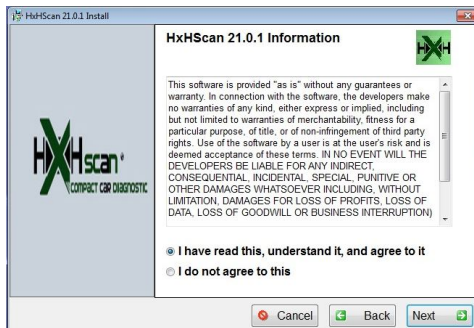 HxHScan 21.0.1 Install
HxHScan 21.0.1 Information
HXH
HXH scan
COMPACT CAR DIAGNOSTIC
This software is provided "as is" without any guarantees or
warranty. In connection with the software, the developers make
no warranties of any kind, either express or implied, including
but not limited to warranties of merchantability, fitness for a
particular purpose, of title, or of non-infringement of third party
rights. Use of the software by a user is at the user's risk and is
deemed acceptance of these terms. IN NO EVENT WILL THE
DEVELOPERS BE LIABLE FOR ANY INDIRECT,
CONSEQUENTIAL, INCIDENTAL, SPECIAL, PUNITIVE OR
OTHER DAMAGES WHATSOEVER INCLUDING, WITHOUT
LIMITATION, DAMAGES FOR LOSS OF PROFITS, LOSS OF
DATA, LOSS OF GOODWILL OR BUSINESS INTERRUPTION)
I have read this, understand it, and agree to it
I do not agree to this
Cancel
Back
Next